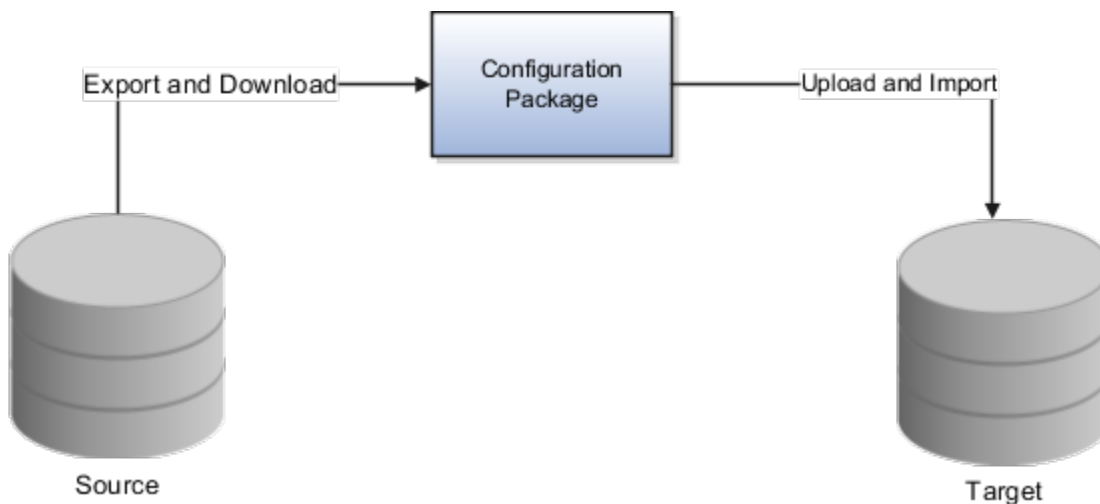 Export and Download
Configuration
Package
Upload and Import
Source
Target